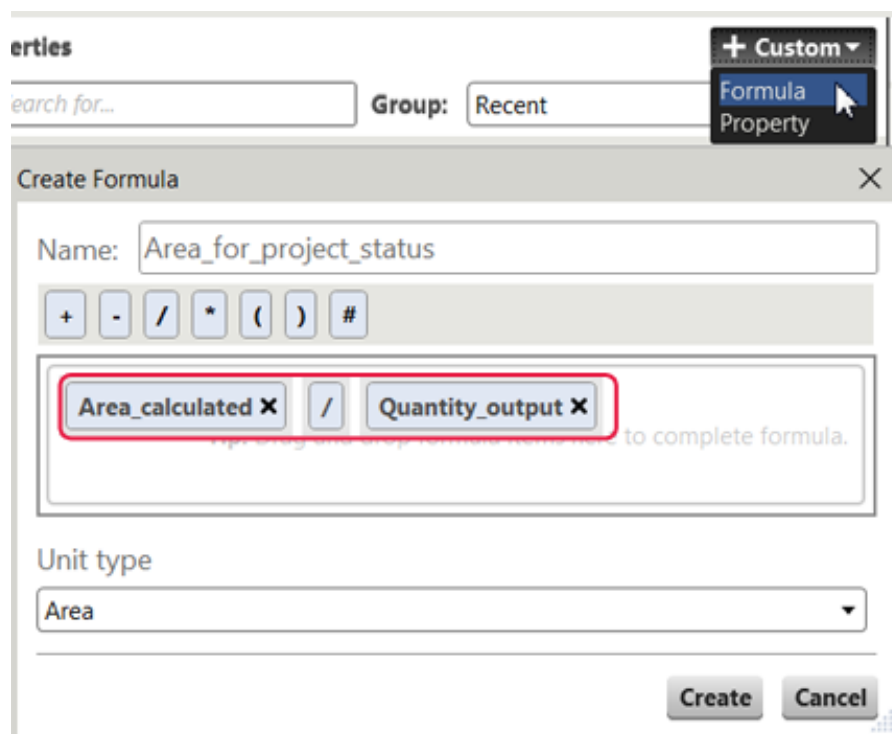 erties
+ Custom
earch for...
Group: Recent
Formula
Property
Create Formula
Name: Area_for_project_status
+ - / * ( ) #
Area_calculated × / Quantity_output ×
to complete formula.
Unit type
Area
Create Cancel